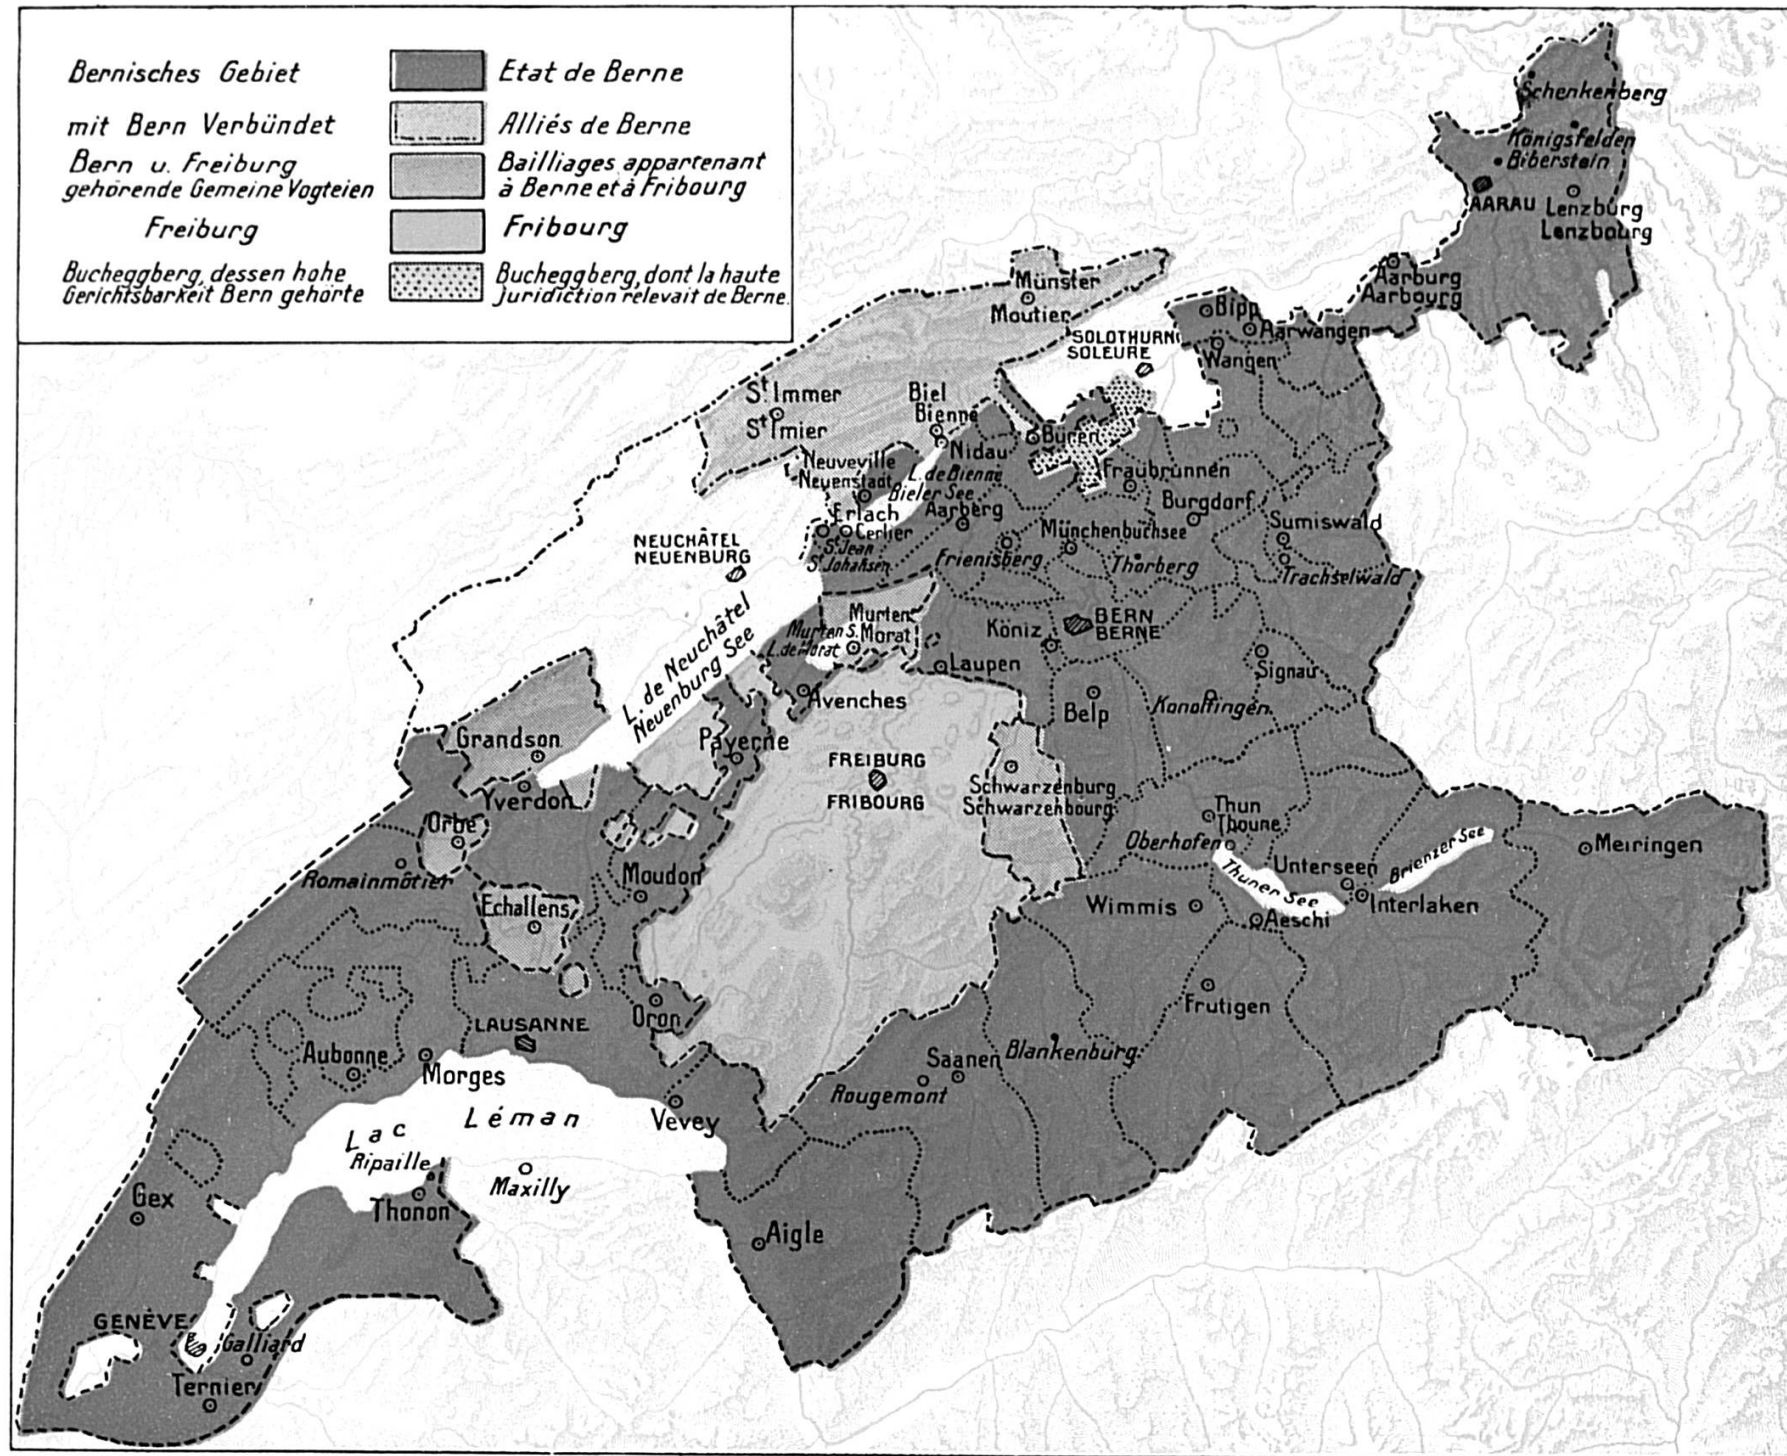 Bernisches Gebiet
Etat de Berne
mit Bern Verbündet
Alliés de Berne
Bern u. Freiburg
gehörende Gemeine Vogteien
Bailliages appartenant
à Berne et à Fribourg
Freiburg
Fribourg
Bucheggberg, dessen hohe
Gerichtsbarkeit Bern gehörte
Bucheggberg, dont la haute
Juridiction relevait de Berne.
Schenkenberg
Königsfelden
Biberstein
AARAU
Lenzburg
Lenzbourg
Aarburg
Aarbourg
Münster
Moutier
Bipp
Aarwangen
Wangen
SOLOTHURN
SOLEURE
St Immer
St Imier
Biel
Bienne
Nidau
Büren
Neuveville
Neuenstadt
L. de Bienne
Bieler See
Fraubrunnen
Erlach
Cerlier
St Jean
St Johansen
Aarberg
Burgdorf
Sumiswald
Münchenbuchsee
Frienisberg
Thorberg
Trachselwald
NEUCHÂTEL
NEUENBURG
L. de Neuchâtel
Neuenburg See
Murten
Morat
Murten S.
L. de Morat
BERN
BERNE
Köniz
Laupen
Signau
Avenches
Belp
Konolfingen
Grandson
Payerne
FREIBURG
FRIBOURG
Schwarzenburg
Schwarzenbourg
Yverdon
Orbe
Thun
Thoune
Oberhofen
Thuner See
Unterseen
Brienzer See
Meiringen
Interlaken
Romainmôtier
Moudon
Echallens
Wimmis
Aeschi
Frutigen
LAUSANNE
Oron
Aubonne
Morges
Saanen
Blankenburg
Rougemont
Vevey
Lac Léman
Ripaille
Maxilly
Thonon
Gex
Aigle
GENÈVE
Galliard
Ternier